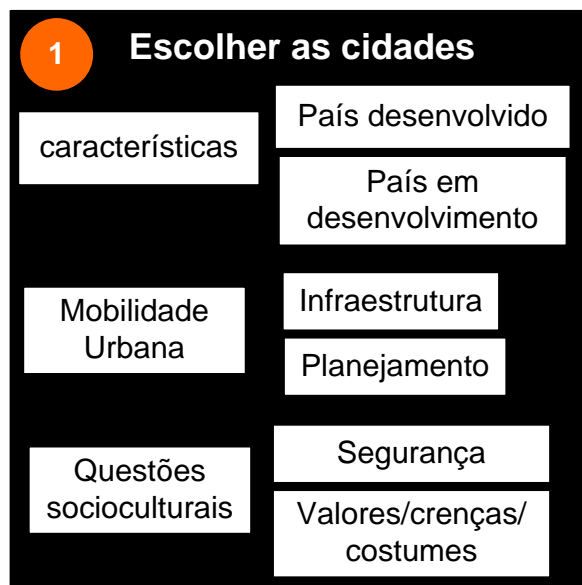 1
Escolher as cidades
características
País desenvolvido
País em
desenvolvimento
Mobilidade
Urbana
Infraestrutura
Planejamento
Questões
socioculturais
Segurança
Valores/crenças/
costumes